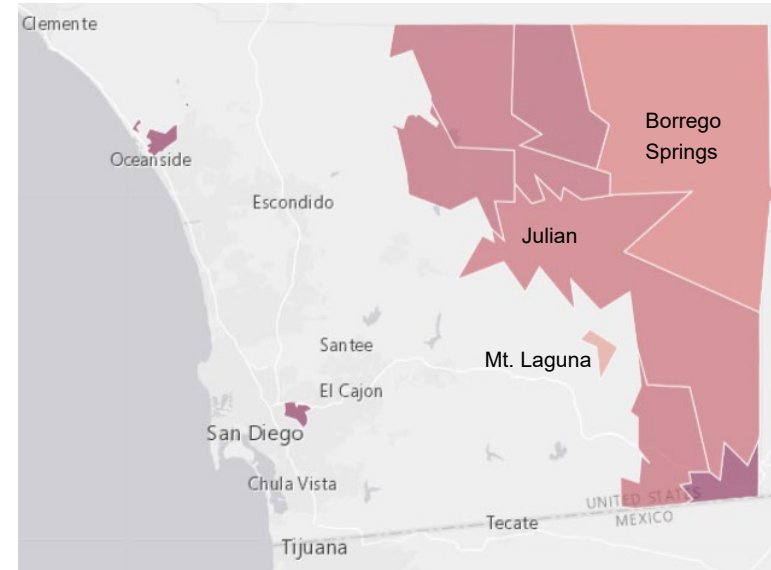 Clemente
Borrego
Springs
Oceanside
Escondido
Julian
Santee
Mt. Laguna
El Cajon
San Diego
Chula Vista
UNITED STATES
MEXICO
Tecate
Tijuana